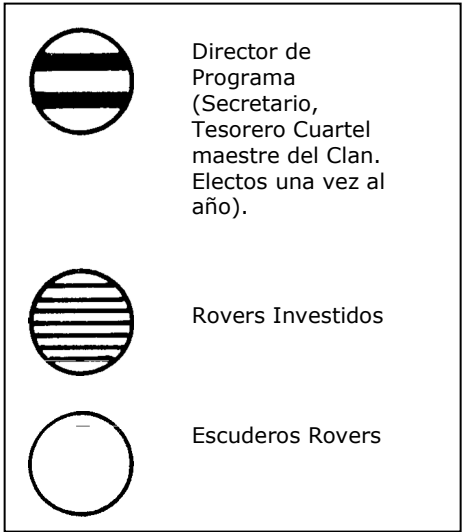 Director de
Programa
(Secretario,
Tesorero Cuartel
maestre del Clan.
Electos una vez al
año).
Rovers Investidos
Escuderos Rovers